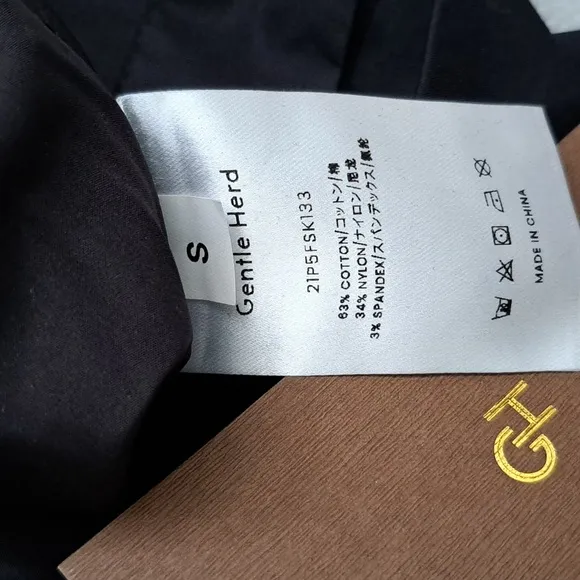 Gentle Herd
S
21P5FSK133
63% COTTON/コットン/棉
34% NYLON/ナイロン/尼龙
3% SPANDEX/スパンデックス/氨纶
MADE IN CHINA
GH